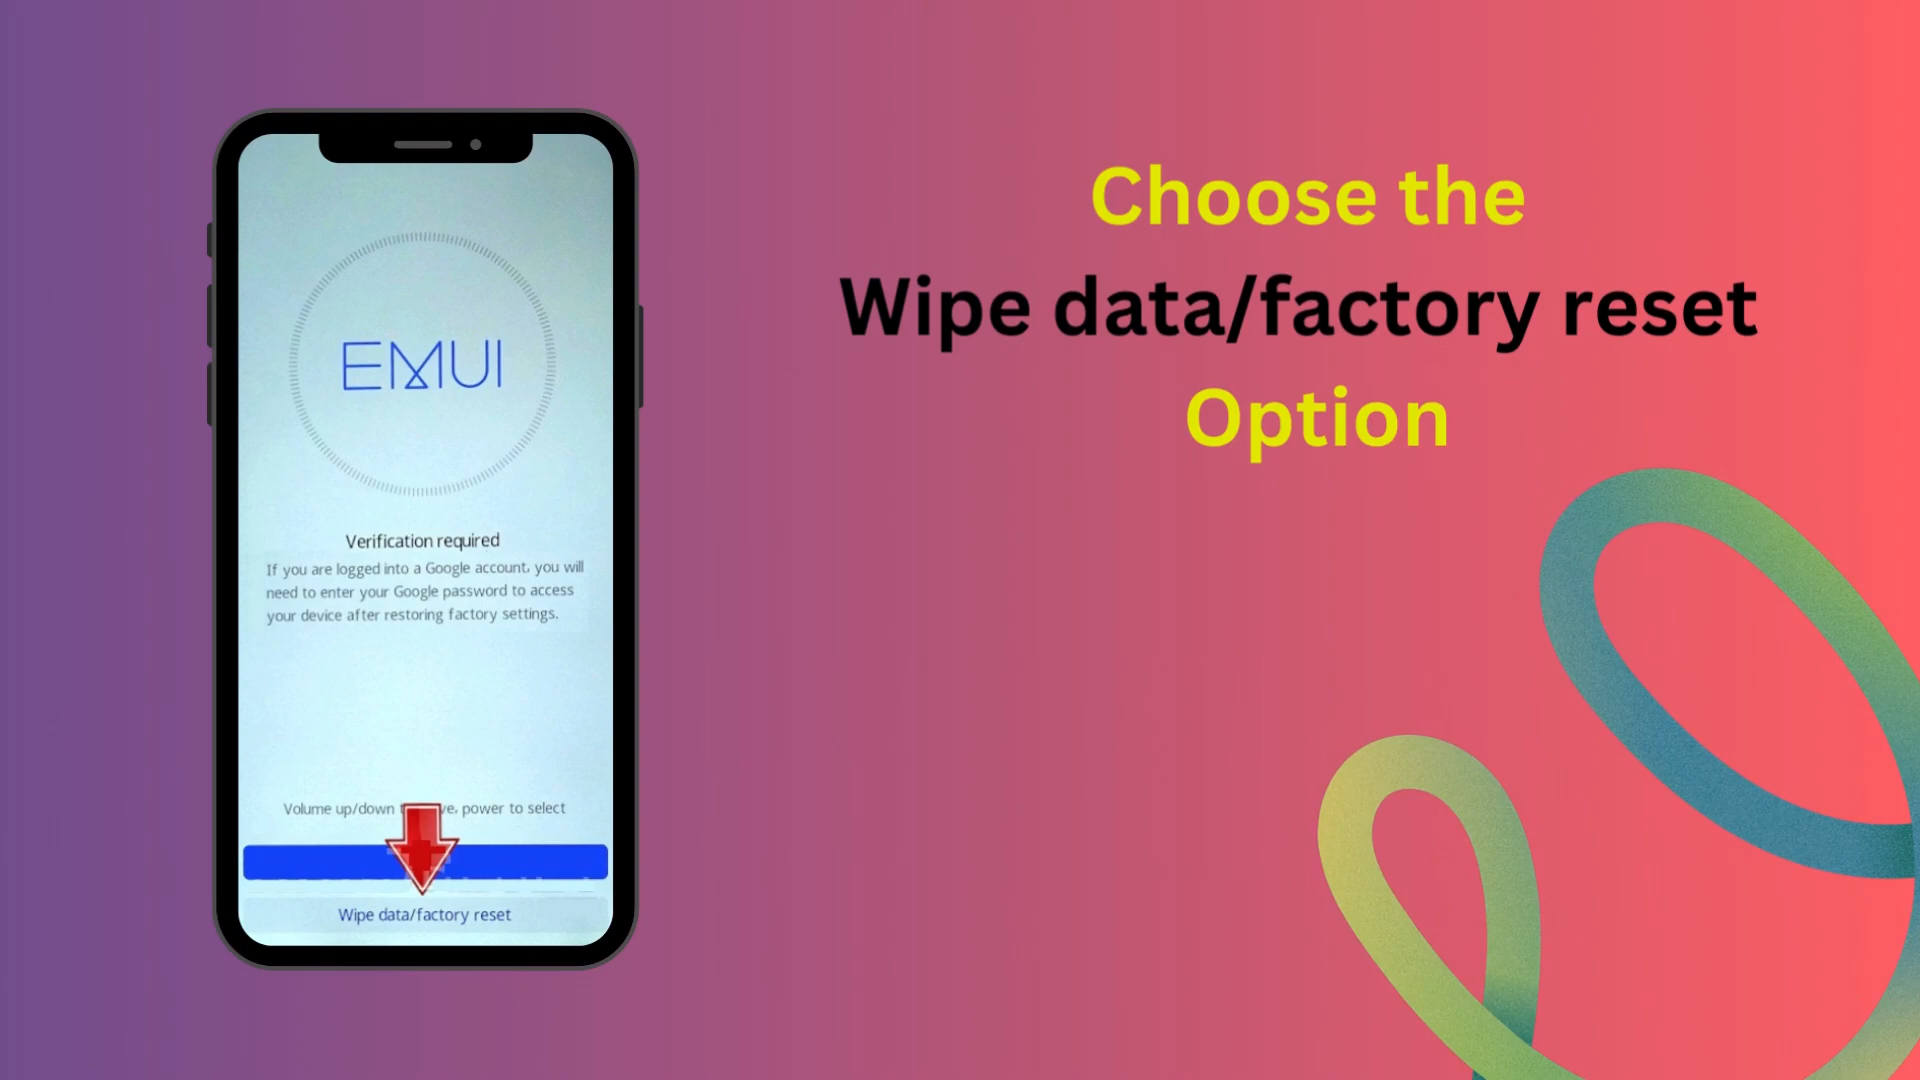 Choose the
Wipe data/factory reset
Option
EMUI
Verification required
If you are logged into a Google account, you will
need to enter your Google password to access
your device after restoring factory settings.
Volume up/down power to select
Wipe data/factory reset